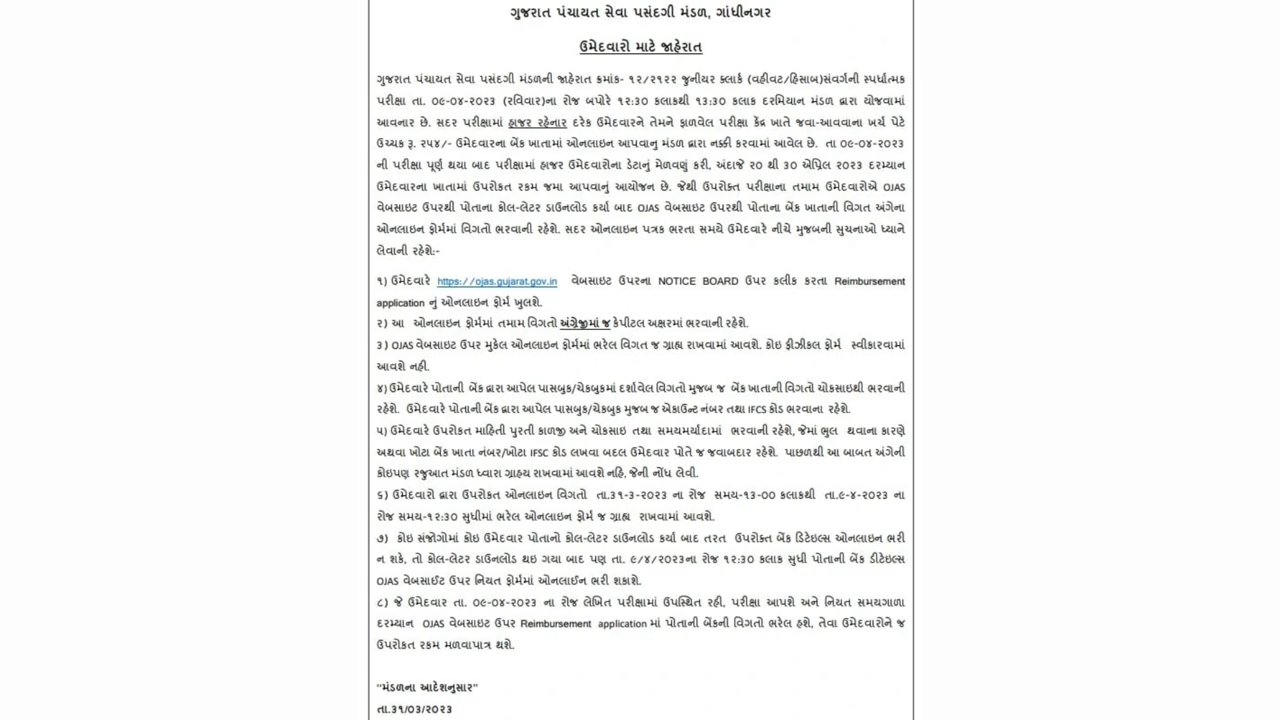 ગુજરાત પંચાયત સેવા પસંદગી મંડળ, ગાંધીનગર
ઉમેદવારો માટે જાહેરાત
ગુજરાત પંચાયત સેવા પસંદગી મંડળની જાહેરાત ક્રમાંક- ૧૨/૨૧૨૨ જુનીયર ક્લાર્ક (વહીવટ/હિસાબ)સંવર્ગની સ્પર્ધાત્મક
પરીક્ષા તા. ૦૯-૦૪-૨૦૨૩ (રવિવાર)ના રોજ બપોરે ૧૨:૩૦ કલાકથી ૧૩:૩૦ કલાક દરમિયાન મંડળ દ્વારા યોજવામાં
આવનાર છે. સદર પરીક્ષામાં હાજર રહેનાર દરેક ઉમેદવારને તેમને ફાળવેલ પરીક્ષા કેંદ્ર ખાતે જવા-આવવાના ખર્ચ પેટે
ઉચ્ચક રૂ. ૨૫૪/- ઉમેદવારના બેંક ખાતામાં ઓનલાઇન આપવાનુ મંડળ દ્વારા નક્કી કરવામાં આવેલ છે. તા ૦૯-૦૪-૨૦૨૩
ની પરીક્ષા પૂર્ણ થયા બાદ પરીક્ષામાં હાજર ઉમેદવારોના ડેટાનું મેળવણું કરી, અંદાજે ૨૦ થી ૩૦ એપ્રિલ ૨૦૨૩ દરમ્યાન
ઉમેદવારના ખાતામાં ઉપરોક્ત રકમ જમા આપવાનું આયોજન છે. જેથી ઉપરોક્ત પરીક્ષાના તમામ ઉમેદવારોએ OJAS
વેબસાઇટ ઉપરથી પોતાના કોલ-લેટર ડાઉનલોડ કર્યા બાદ OJAS વેબસાઇટ ઉપરથી પોતાના બેંક ખાતાની વિગત અંગેના
ઓનલાઇન ફોર્મમાં વિગતો ભરવાની રહેશે. સદર ઓનલાઇન પત્રક ભરતા સમયે ઉમેદવારે નીચે મુજબની સુચનાઓ ધ્યાને
લેવાની રહેશે:-
૧) ઉમેદવારે https://ojas.gujarat.gov.in વેબસાઇટ ઉપરના NOTICE BOARD ઉપર ક્લીક કરતા Reimbursement
application નું ઓનલાઇન ફોર્મ ખુલશે.
૨) આ ઓનલાઇન ફોર્મમાં તમામ વિગતો અંગ્રેજીમાં જ કેપીટલ અક્ષરમાં ભરવાની રહેશે.
૩) OJAS વેબસાઇટ ઉપર મુકેલ ઓનલાઇન ફોર્મમાં ભરેલ વિગત જ ગ્રાહ્ય રાખવામાં આવશે. કોઇ ફીઝીકલ ફોર્મ સ્વીકારવામાં
આવશે નહી.
૪) ઉમેદવારે પોતાની બેંક દ્વારા આપેલ પાસબુક/ચેકબુકમાં દર્શાવેલ વિગતો મુજબ જ બેંક ખાતાની વિગતો ચોકસાઇથી ભરવાની
રહેશે. ઉમેદવારે પોતાની બેંક દ્વારા આપેલ પાસબુક/ચેકબુક મુજબ જ એકાઉન્ટ નંબર તથા IFCS કોડ ભરવાના રહેશે.
૫) ઉમેદવારે ઉપરોક્ત માહિતી પુરતી કાળજી અને ચોકસાઇ તથા સમયમર્યાદામાં ભરવાની રહેશે, જેમાં ભુલ થવાના કારણે
અથવા ખોટા બેંક ખાતા નંબર/ખોટા IFSC કોડ લખવા બદલ ઉમેદવાર પોતે જ જવાબદાર રહેશે. પાછળથી આ બાબત અંગેની
કોઇપણ રજુઆત મંડળ ધ્વારા ગ્રાહ્ય રાખવામાં આવશે નહિ, જેની નોંધ લેવી.
૬) ઉમેદવારો દ્વારા ઉપરોક્ત ઓનલાઇન વિગતો તા.૩૧-૩-૨૦૨૩ ના રોજ સમય-૧૩-૦૦ કલાકથી તા.૯-૪-૨૦૨૩ ના
રોજ સમય-૧૨:૩૦ સુધીમાં ભરેલ ઓનલાઇન ફોર્મ જ ગ્રાહ્ય રાખવામાં આવશે.
૭) કોઇ સંજોગોમાં કોઇ ઉમેદવાર પોતાનો કોલ-લેટર ડાઉનલોડ કર્યા બાદ તરત ઉપરોક્ત બેંક ડિટેઇલ્સ ઓનલાઇન ભરી
ન શકે, તો કોલ-લેટર ડાઉનલોડ થઇ ગયા બાદ પણ તા. ૯/૪/૨૦૨૩ના રોજ ૧૨:૩૦ કલાક સુધી પોતાની બેંક ડીટેઇલ્સ
OJAS વેબસાઈટ ઉપર નિયત ફોર્મમાં ઓનલાઈન ભરી શકાશે.
૮) જે ઉમેદવાર તા. ૦૯-૦૪-૨૦૨૩ ના રોજ લેખિત પરીક્ષામાં ઉપસ્થિત રહી, પરીક્ષા આપશે અને નિયત સમયગાળા
દરમ્યાન OJAS વેબસાઇટ ઉપર Reimbursement application માં પોતાની બેંકની વિગતો ભરેલ હશે, તેવા ઉમેદવારોને જ
ઉપરોક્ત રકમ મળવાપાત્ર થશે.
"મંડળના આદેશનુસાર"
તા.૩૧/૦૩/૨૦૨૩